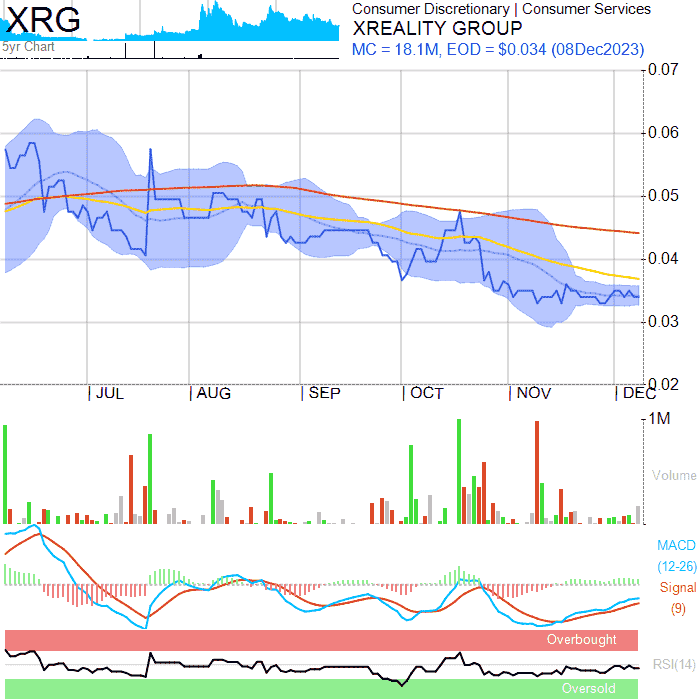 XRG
Consumer Discretionary | Consumer Services
XREALITY GROUP
MC = 18.1M, EOD = $0.034 (08Dec2023)
5yr Chart
0.07
0.06
0.05
0.04
0.03
0.02
JUL AUG SEP OCT NOV DEC
1M
Volume
MACD
(12-26)
Signal
(9)
Overbought
RSI(14)
Oversold